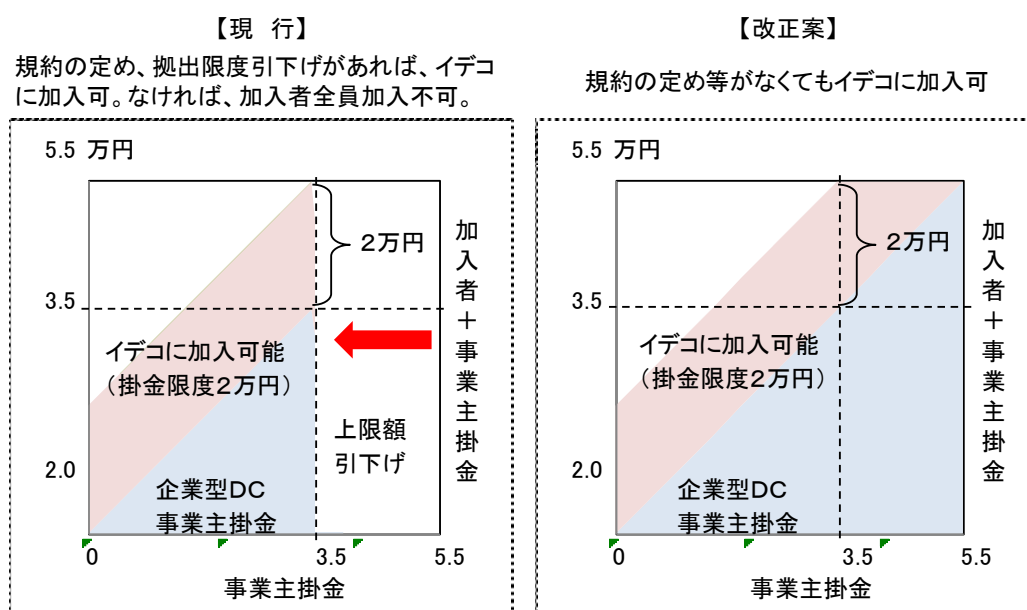 【現　行】
規約の定め、拠出限度引下げがあれば、イデコ
に加入可。なければ、加入者全員加入不可。
5.5 万円
2万円
3.5
イデコに加入可能
（掛金限度2万円）
上限額
引下げ
2.0
企業型DC
事業主掛金
0 3.5 5.5
事業主掛金
加入者＋事業主掛金
【改正案】
規約の定め等がなくてもイデコに加入可
5.5 万円
2万円
3.5
イデコに加入可能
（掛金限度2万円）
2.0
企業型DC
事業主掛金
0 3.5 5.5
事業主掛金
加入者＋事業主掛金